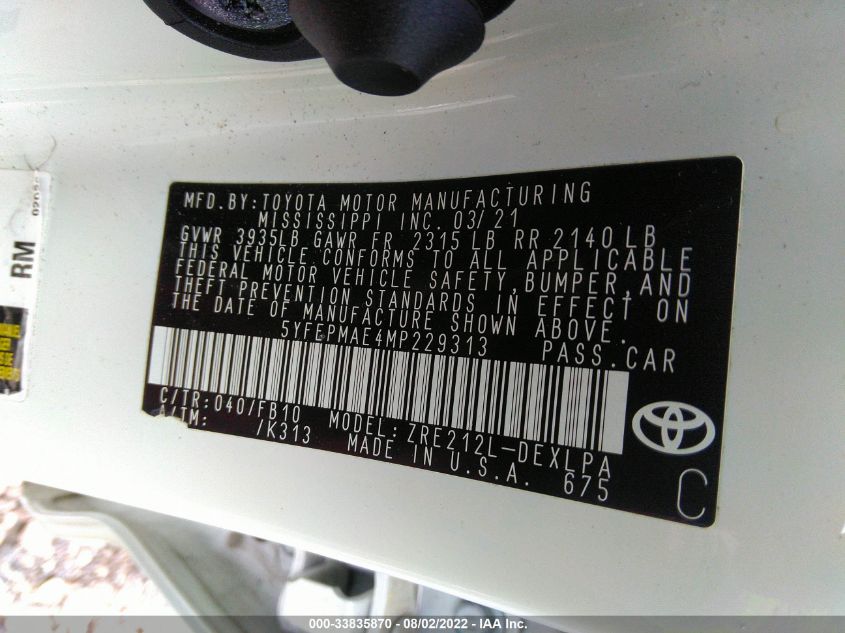 MFD. BY: TOYOTA MOTOR MANUFACTURING
MISSISSIPPI INC. 03/21
GVWR 3935LB GAWR FR 2315 LB RR 2140 LB
THIS VEHICLE CONFORMS TO ALL APPLICABLE
FEDERAL MOTOR VEHICLE SAFETY, BUMPER, AND
THEFT PREVENTION STANDARDS IN EFFECT ON
THE DATE OF MANUFACTURE SHOWN ABOVE.
5YFEPMAE4MP229313 PASS. CAR
C/TR: 040/FB10 MODEL: ZRE212L-DEXLPA
A/TM: /K313 MADE IN U.S.A. 675
C
RM
000-33835870 - 08/02/2022 - IAA Inc.